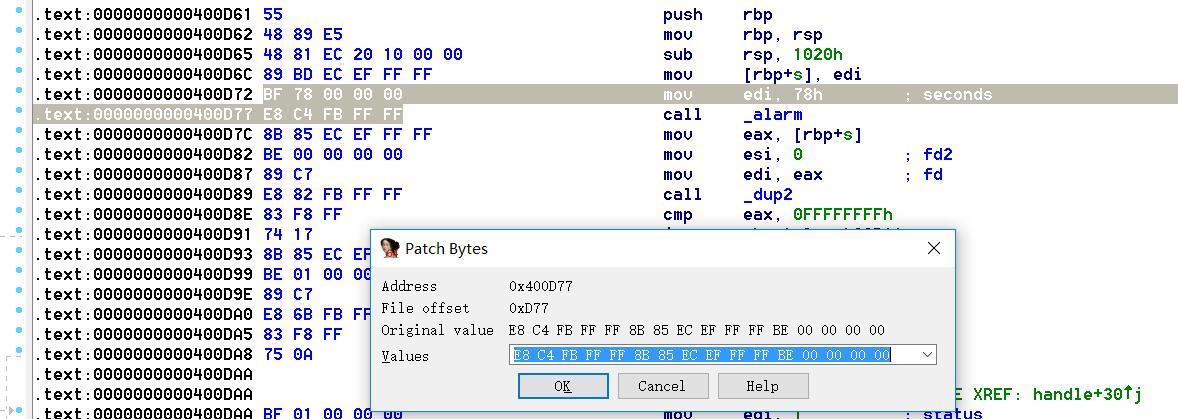 .text:0000000000400D61 55 push rbp
.text:0000000000400D62 48 89 E5 mov rbp, rsp
.text:0000000000400D65 48 81 EC 20 10 00 00 sub rsp, 1020h
.text:0000000000400D6C 89 BD EC EF FF FF mov [rbp+s], edi
.text:0000000000400D72 BF 78 00 00 00 mov edi, 78h ; seconds
.text:0000000000400D77 E8 C4 FB FF FF call _alarm
.text:0000000000400D7C 8B 85 EC EF FF FF mov eax, [rbp+s]
.text:0000000000400D82 BE 00 00 00 00 mov esi, 0 ; fd2
.text:0000000000400D87 89 C7 mov edi, eax ; fd
.text:0000000000400D89 E8 82 FB FF FF call _dup2
.text:0000000000400D8E 83 F8 FF cmp eax, 0FFFFFFFFh
.text:0000000000400D91 74 17
.text:0000000000400D93 8B 85 EC EF
.text:0000000000400D99 BE 01 00 00
.text:0000000000400D9E 89 C7
.text:0000000000400DA0 E8 6B FB FF
.text:0000000000400DA5 83 F8 FF
.text:0000000000400DA8 75 0A
.text:0000000000400DAA
.text:0000000000400DAA E XREF: handle+30↑j
.text:0000000000400DAA BF 01 00 00 00 mov edi, 1 ; status
Patch Bytes
Address 0x400D77
File offset 0xD77
Original value E8 C4 FB FF FF 8B 85 EC EF FF FF BE 00 00 00 00
Values E8 C4 FB FF FF 8B 85 EC EF FF FF BE 00 00 00 00
OK Cancel Help